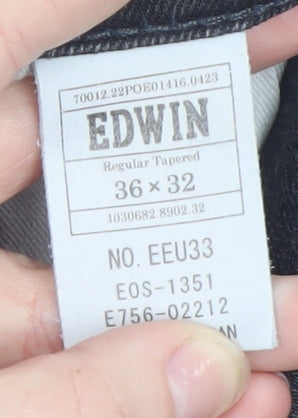 70012.22POE01416.0423
EDWIN
Regular Tapered
36×32
1030682.8902.32
NO. EEU33
EOS-1351
E756-02212